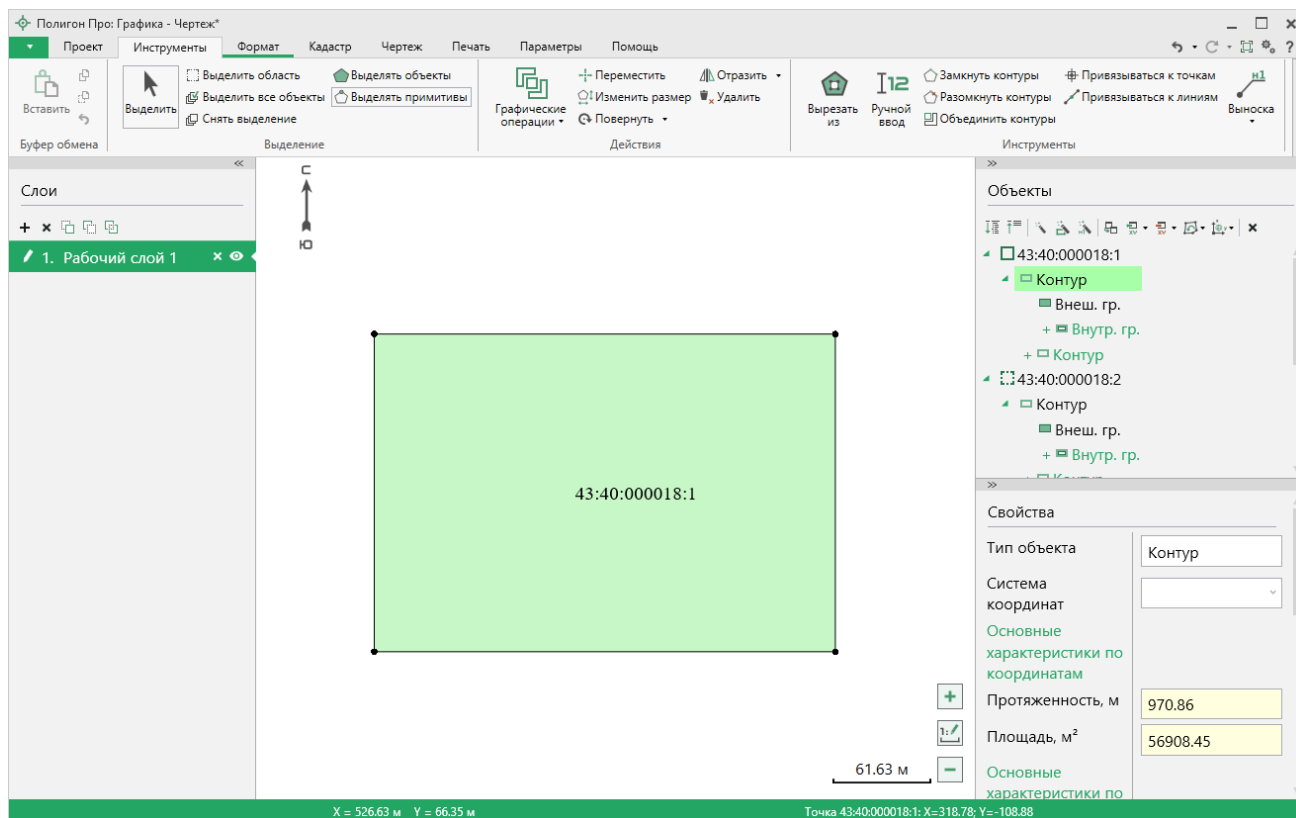 Полигон Про: Графика - Чертеж*
Проект Инструменты Формат Кадастр Чертеж Печать Параметры Помощь
Вставить
Буфер обмена
Выделить
Выделить область
Выделить все объекты
Снять выделение
Выделять объекты
Выделять примитивы
Выделение
Графические операции
Переместить
Изменить размер
Повернуть
Отразить
Удалить
Действия
Вырезать из
Ручной ввод
Замкнуть контуры
Разомкнуть контуры
Объединить контуры
Привязываться к точкам
Привязываться к линиям
Выноска
Инструменты
Слои
1. Рабочий слой 1
С
Ю
43:40:000018:1
61.63 м
Объекты
43:40:000018:1
Контур
Внеш. гр.
+ Внутр. гр.
+ Контур
43:40:000018:2
Контур
Внеш. гр.
+ Внутр. гр.
Свойства
Тип объекта Контур
Система
координат
Основные
характеристики по
координатам
Протяженность, м 970.86
Площадь, м² 56908.45
Основные
характеристики по
X = 526.63 м Y = 66.35 м
Точка 43:40:000018:1: X=318.78; Y=-108.88